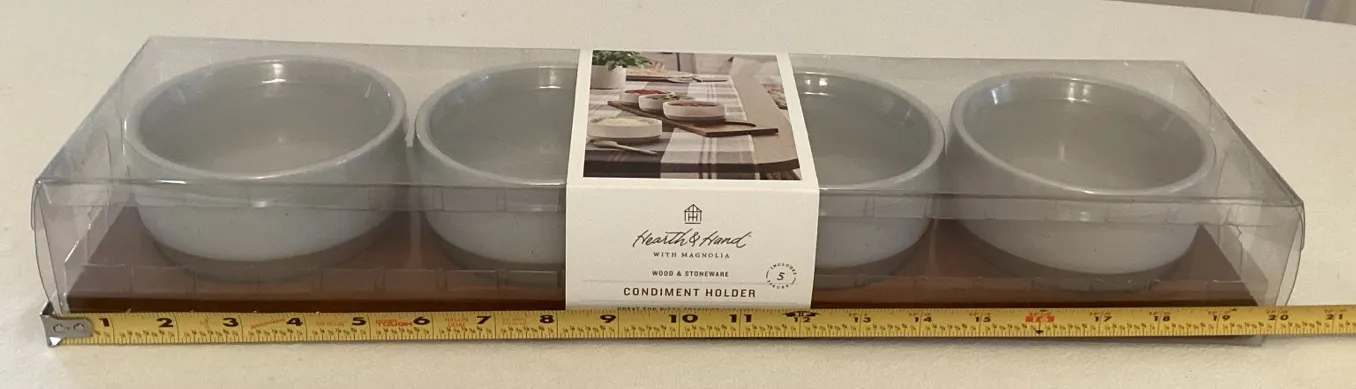 Hearth & Hand
WITH MAGNOLIA
WOOD & STONEWARE
INCLUDES
5
PIECES
CONDIMENT HOLDER
1 2 3 4 5 6 7 8 9 10 11 12 13 14 15 17 18 19 20 21